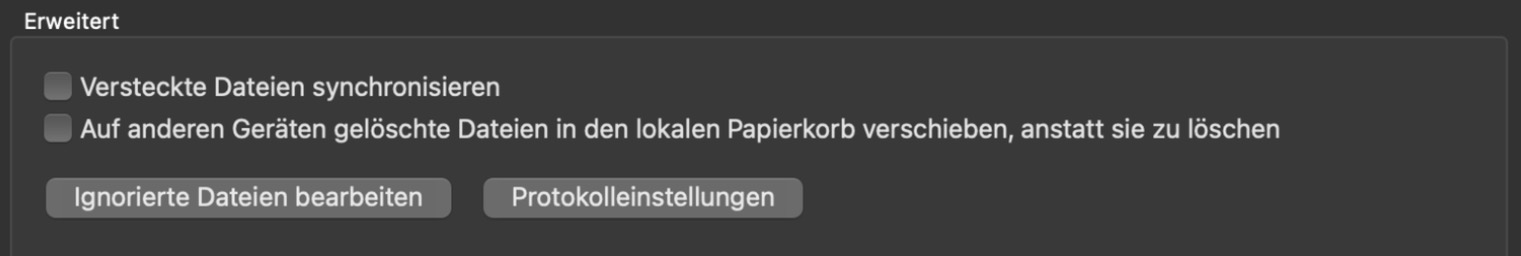 Erweitert
Versteckte Dateien synchronisieren
Auf anderen Geräten gelöschte Dateien in den lokalen Papierkorb verschieben, anstatt sie zu löschen
Ignorierte Dateien bearbeiten
Protokolleinstellungen